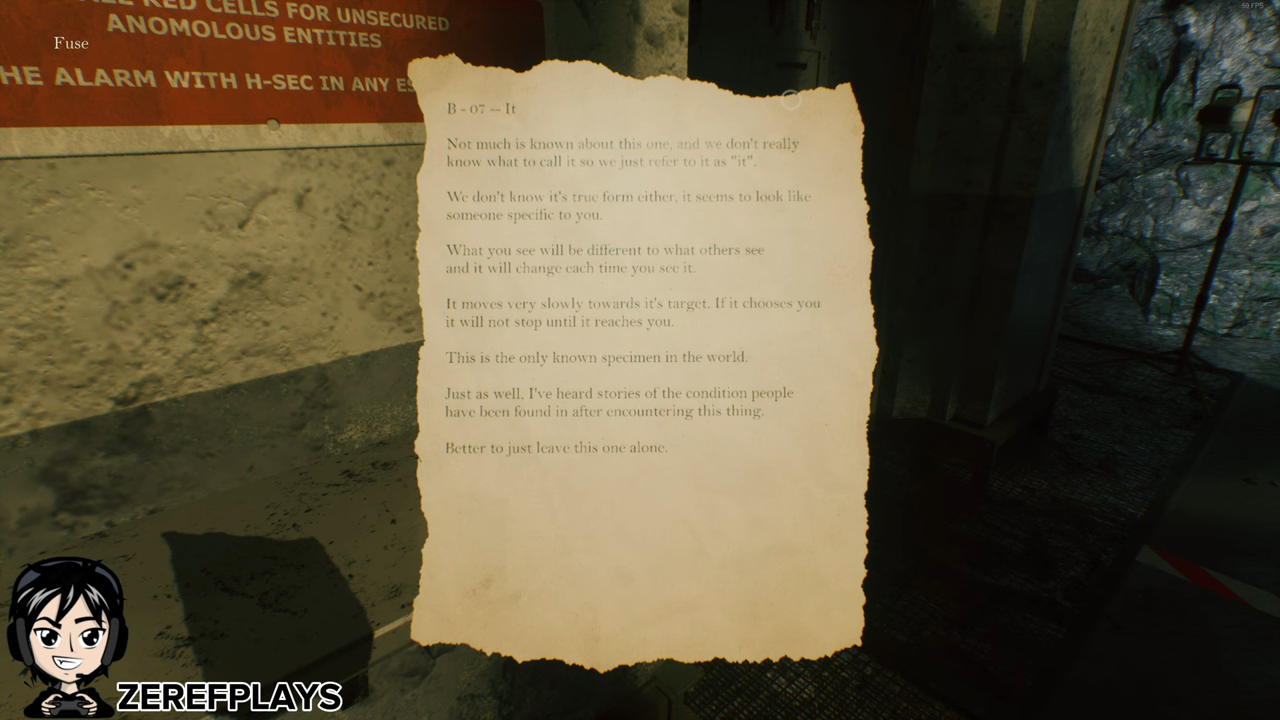 RED CELLS FOR UNSECURED
ANOMOLOUS ENTITIES
HE ALARM WITH H-SEC IN ANY
Fuse
59 FPS
B - 07 -- It
Not much is known about this one, and we don't really
know what to call it so we just refer to it as "it".
We don't know it's true form either, it seems to look like
someone specific to you.
What you see will be different to what others see
and it will change each time you see it.
It moves very slowly towards it's target. If it chooses you
it will not stop until it reaches you.
This is the only known specimen in the world.
Just as well, I've heard stories of the condition people
have been found in after encountering this thing.
Better to just leave this one alone.
ZEREFPLAYS